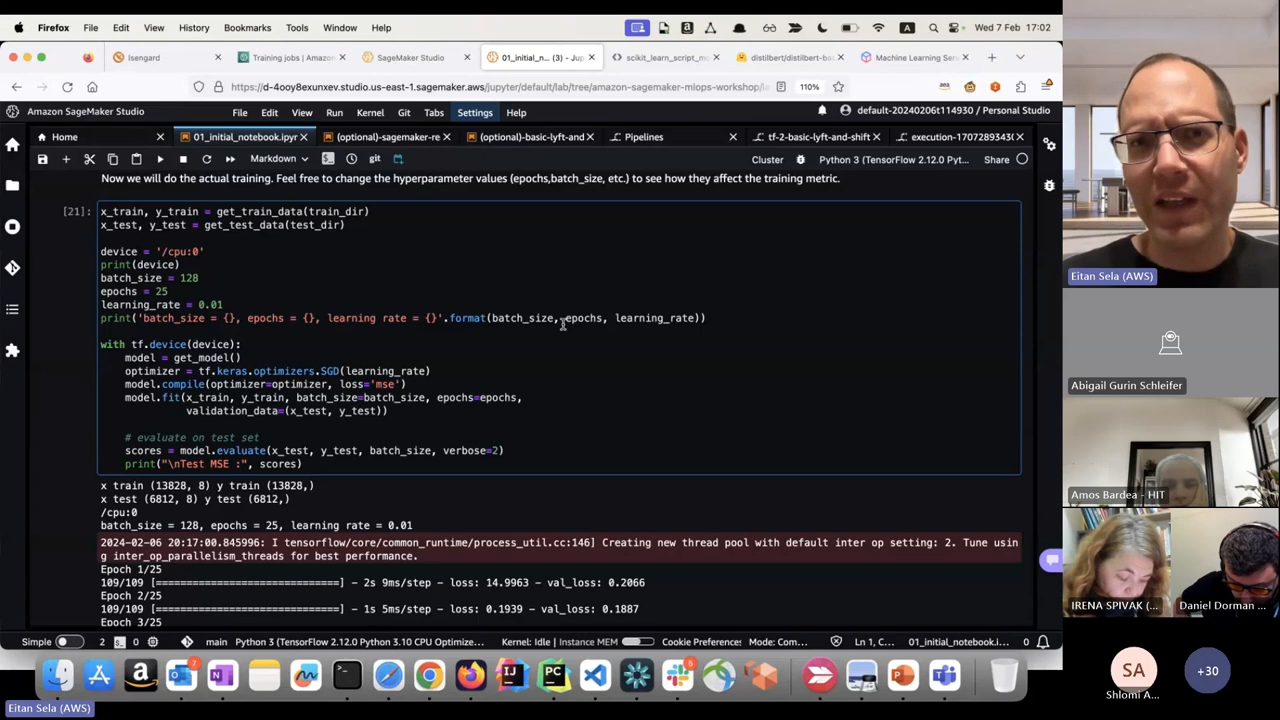 Firefox File Edit View History Bookmarks Tools Window Help A Wed 7 Feb 17:02
Isengard Training jobs | Amazon SageMaker Studio 01_initial_n... (3) - Jup scikit_learn_script_m distilbert/distilbert-ba Machine Learning Serv
https://d-4ooy8exunxev.studio.us-east-1.sagemaker.aws/jupyter/default/lab/tree/amazon-sagemaker-mlops-workshop/la 110%
Amazon SageMaker Studio File Edit View Run Kernel Git Tabs Settings Help default-20240206t114930 / Personal Studio
Home 01_initial_notebook.ipyr (optional)-sagemaker-re (optional)-basic-lyft-and Pipelines tf-2-basic-lyft-and-shift execution-1707289343
Markdown git Cluster Python 3 (TensorFlow 2.12.0 Pyt... Share
Now we will do the actual training. Feel free to change the hyperparameter values (epochs,batch_size, etc.) to see how they affect the training metric.
[21]: x_train, y_train = get_train_data(train_dir)
x_test, y_test = get_test_data(test_dir)
device = '/cpu:0'
print(device)
batch_size = 128
epochs = 25
learning_rate = 0.01
print('batch_size = {}, epochs = {}, learning rate = {}'.format(batch_size, epochs, learning_rate))
with tf.device(device):
model = get_model()
optimizer = tf.keras.optimizers.SGD(learning_rate)
model.compile(optimizer=optimizer, loss='mse')
model.fit(x_train, y_train, batch_size=batch_size, epochs=epochs,
validation_data=(x_test, y_test))
# evaluate on test set
scores = model.evaluate(x_test, y_test, batch_size, verbose=2)
print("\nTest MSE :", scores)
x train (13828, 8) y train (13828,)
x test (6812, 8) y test (6812,)
/cpu:0
batch_size = 128, epochs = 25, learning rate = 0.01
2024-02-06 20:17:00.845996: I tensorflow/core/common_runtime/process_util.cc:146] Creating new thread pool with default inter op setting: 2. Tune usin
g inter_op_parallelism_threads for best performance.
Epoch 1/25
109/109 [==============================] - 2s 9ms/step - loss: 14.9963 - val_loss: 0.2066
Epoch 2/25
109/109 [==============================] - 1s 5ms/step - loss: 0.1939 - val_loss: 0.1887
Epoch 3/25
Simple 2 0 main Python 3 (TensorFlow 2.12.0 Python 3.10 CPU Optimize... Kernel: Idle | Instance MEM Cookie Preferences Mode: Com... Ln 1, C... 01_initial_notebook.i... 0
7 5
Eitan Sela (AWS)
Eitan Sela (AWS)
Abigail Gurin Schleifer
Amos Bardea - HIT
IRENA SPIVAK (... Daniel Dorman ...
SA +30
Shlomi A...